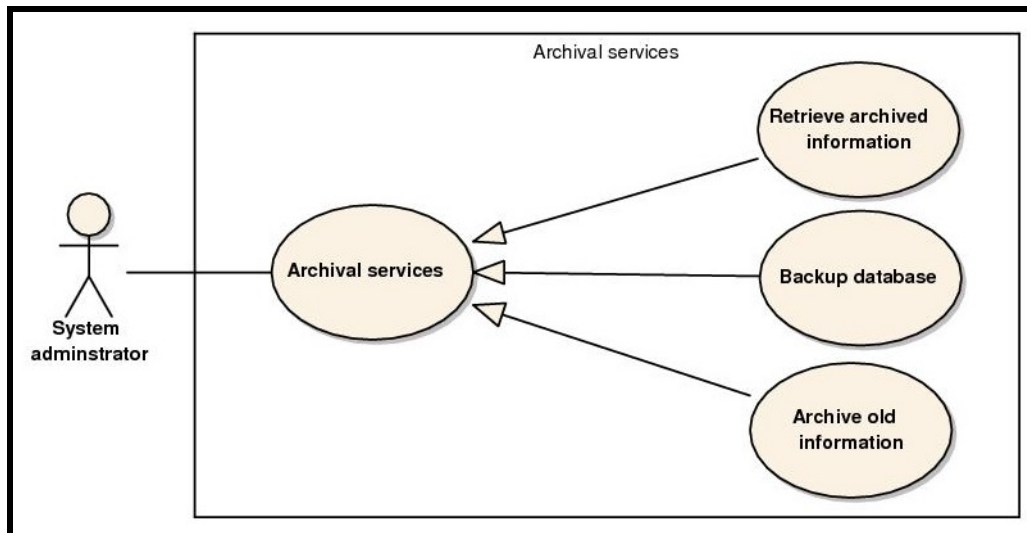 Archival services
Retrieve archived
information
Archival services
Backup database
System
adminstrator
Archive old
information